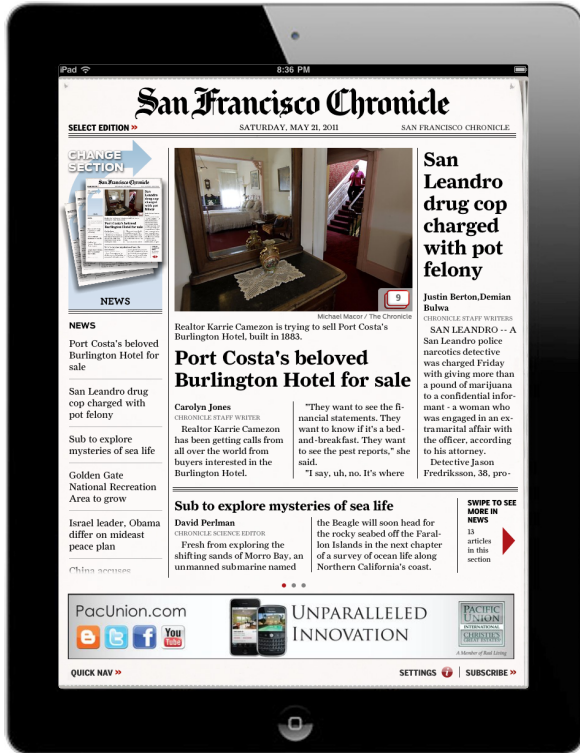 iPad
8:36 PM
San Francisco Chronicle
SELECT EDITION »
SATURDAY, MAY 21, 2011
SAN FRANCISCO CHRONICLE
CHANGE
SECTION
San Francisco Chronicle
NEWS
NEWS
Port Costa's beloved
Burlington Hotel for
sale
San Leandro drug
cop charged with
pot felony
Sub to explore
mysteries of sea life
Golden Gate
National Recreation
Area to grow
Israel leader, Obama
differ on mideast
peace plan
China accuses
9
Michael Macor / The Chronicle
Realtor Karrie Camezon is trying to sell Port Costa's
Burlington Hotel, built in 1883.
Port Costa's beloved
Burlington Hotel for sale
Carolyn Jones
CHRONICLE STAFF WRITER
Realtor Karrie Camezon
has been getting calls from
all over the world from
buyers interested in the
Burlington Hotel.
"They want to see the fi-
nancial statements. They
want to know if it's a bed-
and-breakfast. They want
to see the pest reports," she
said.
"I say, uh, no. It's where
San
Leandro
drug cop
charged
with pot
felony
Justin Berton,Demian
Bulwa
CHRONICLE STAFF WRITERS
SAN LEANDRO -- A
San Leandro police
narcotics detective
was charged Friday
with giving more than
a pound of marijuana
to a confidential infor-
mant - a woman who
was engaged in an ex-
tramarital affair with
the officer, according
to his attorney.
Detective Jason
Fredriksson, 38, pro-
Sub to explore mysteries of sea life
David Perlman
CHRONICLE SCIENCE EDITOR
Fresh from exploring the
shifting sands of Morro Bay, an
unmanned submarine named
the Beagle will soon head for
the rocky seabed off the Faral-
lon Islands in the next chapter
of a survey of ocean life along
Northern California's coast.
SWIPE TO SEE
MORE IN
NEWS
13
articles
in this
section
PacUnion.com
You
Tube
UNPARALLELED
INNOVATION
PACIFIC
UNION
INTERNATIONAL
CHRISTIE'S
GREAT ESTATES
A Member of Real Living
QUICK NAV »
SETTINGS
SUBSCRIBE »